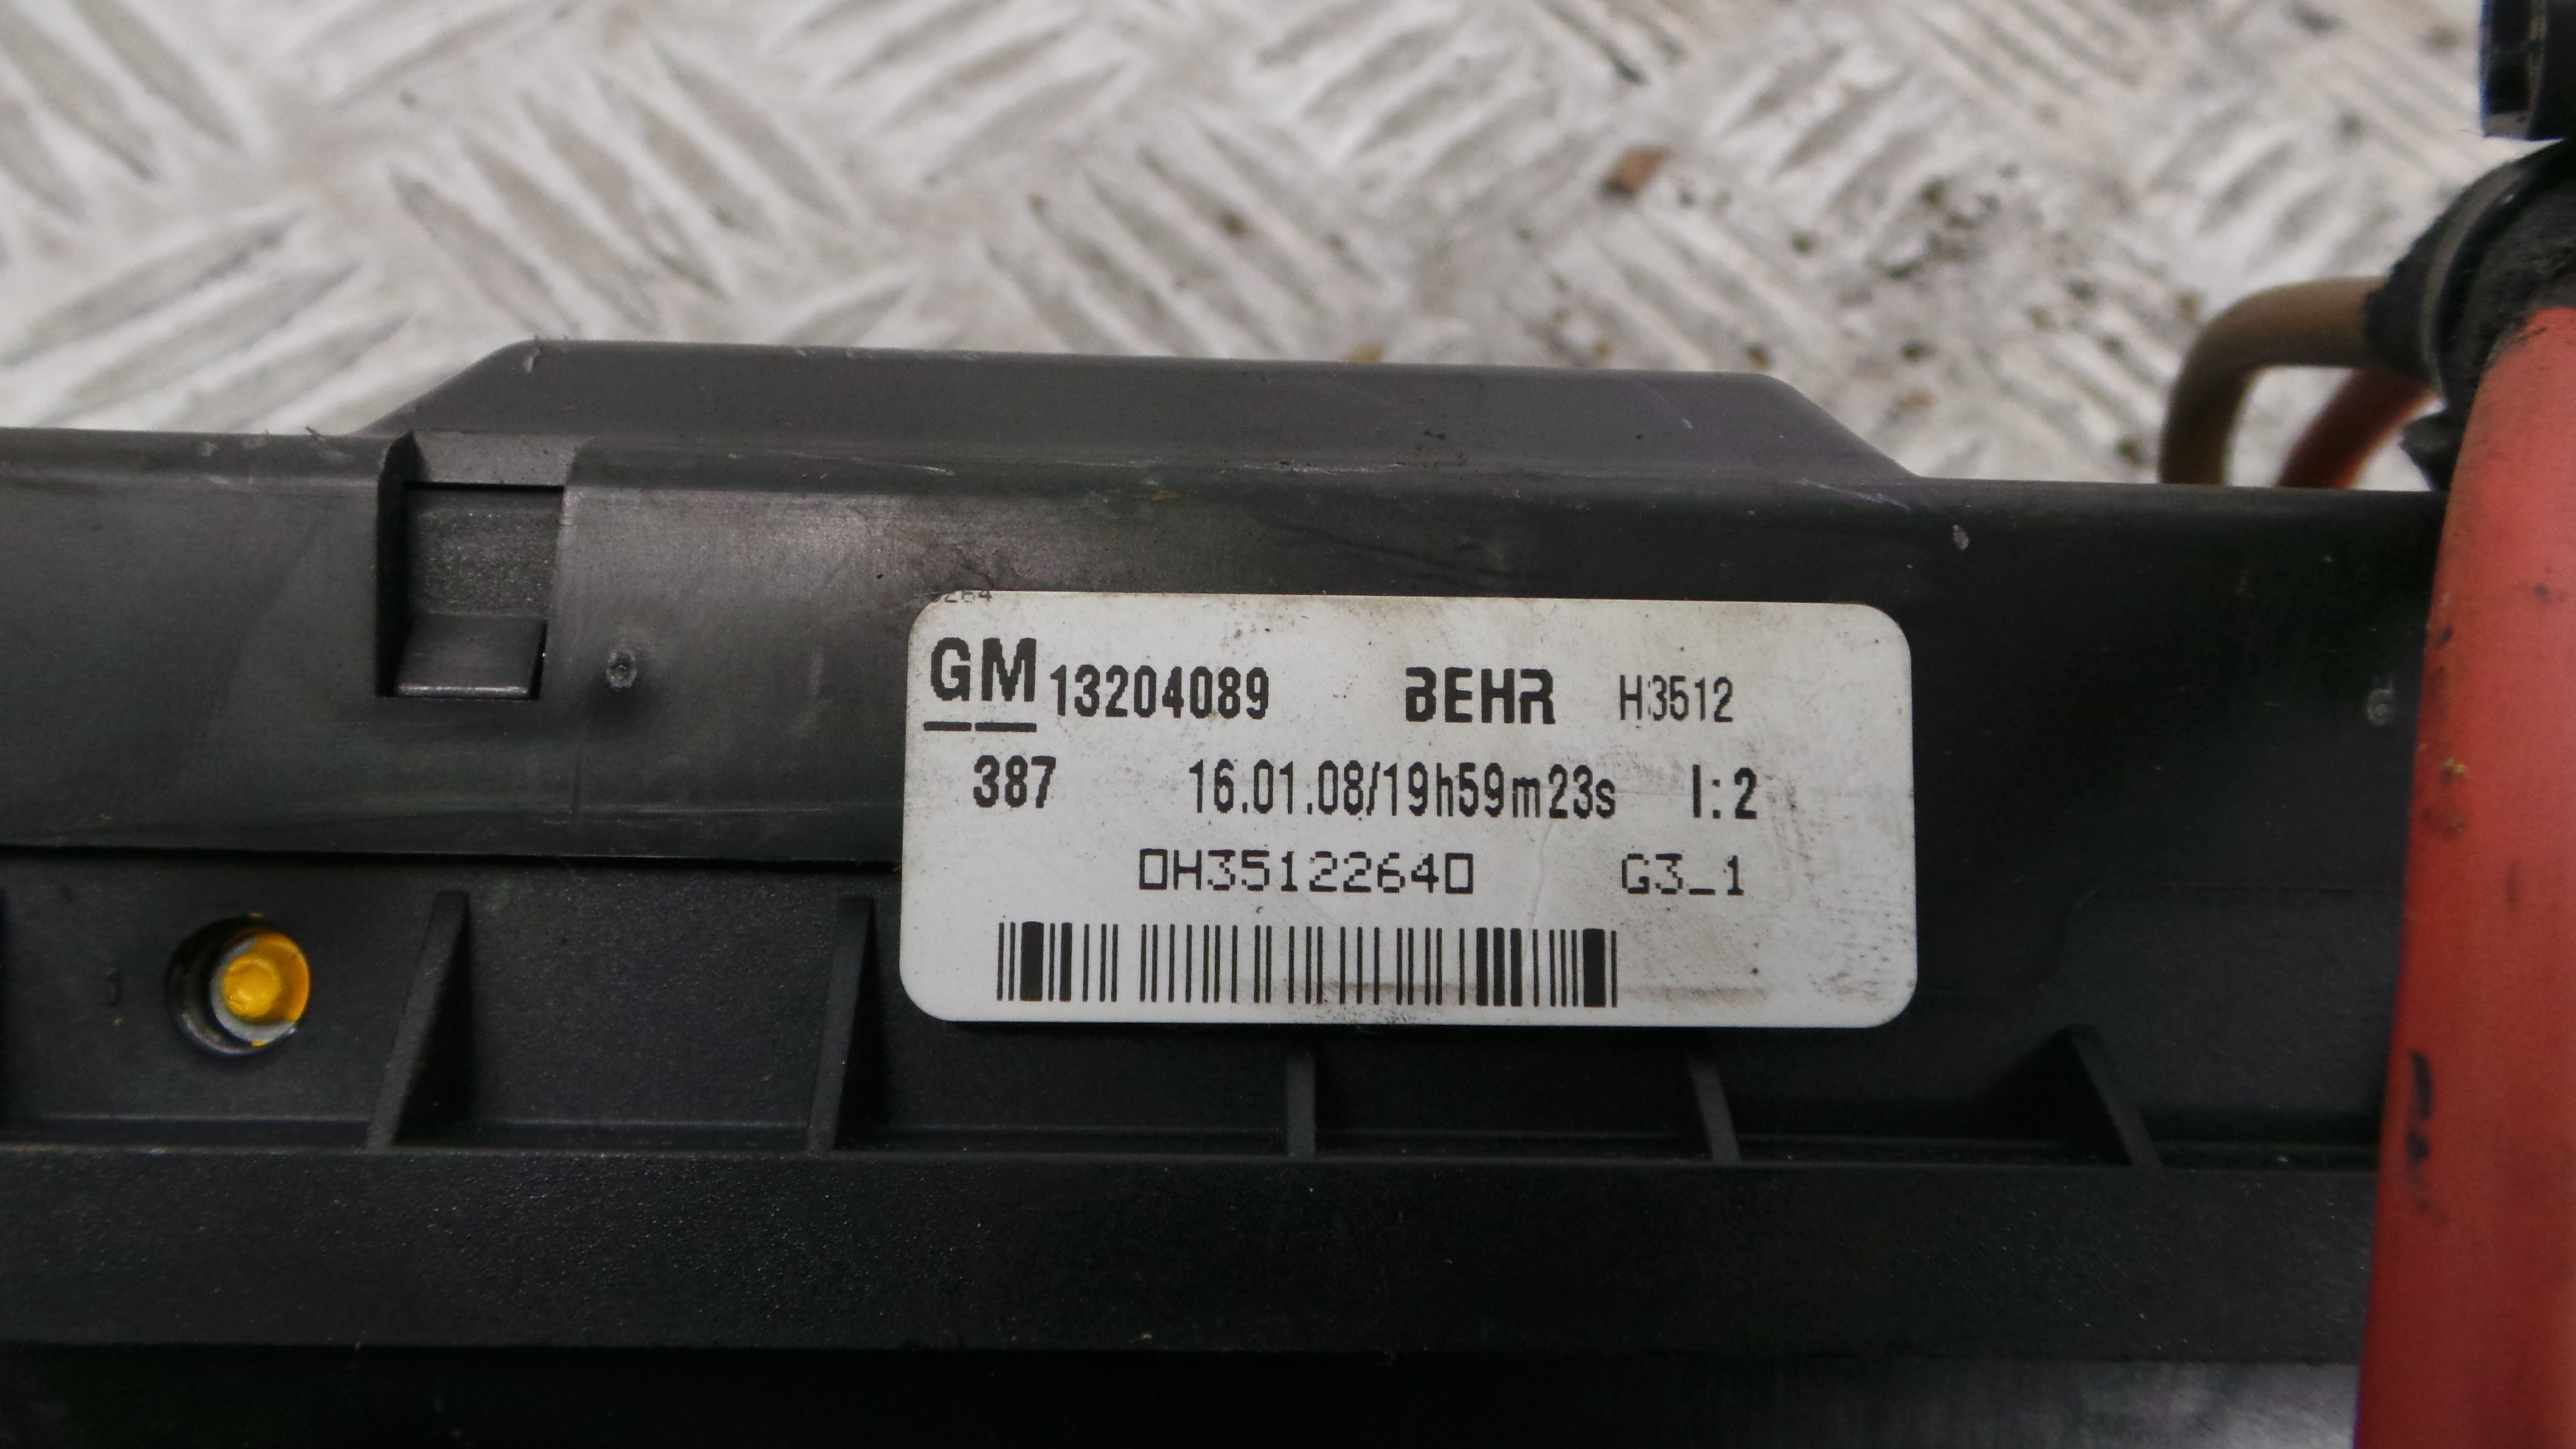 GM 13204089 BEHR H3512
387 16.01.08/19h59m23s I:2
0H35122640 G3_1